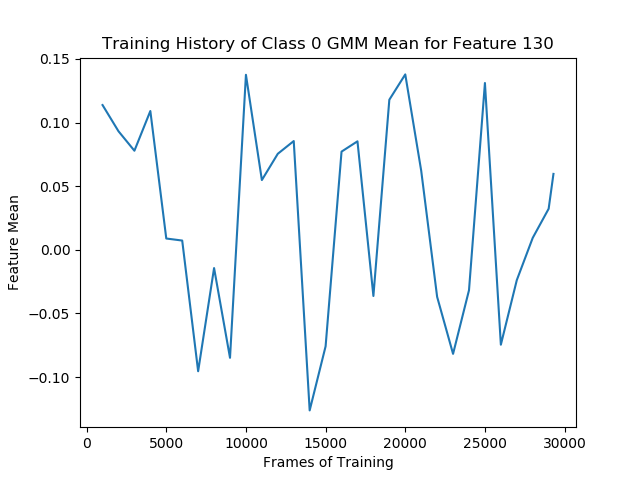 Training History of Class 0 GMM Mean for Feature 130
0.15
0.10
0.05
0.00
−0.05
−0.10
Feature Mean
0 5000 10000 15000 20000 25000 30000
Frames of Training